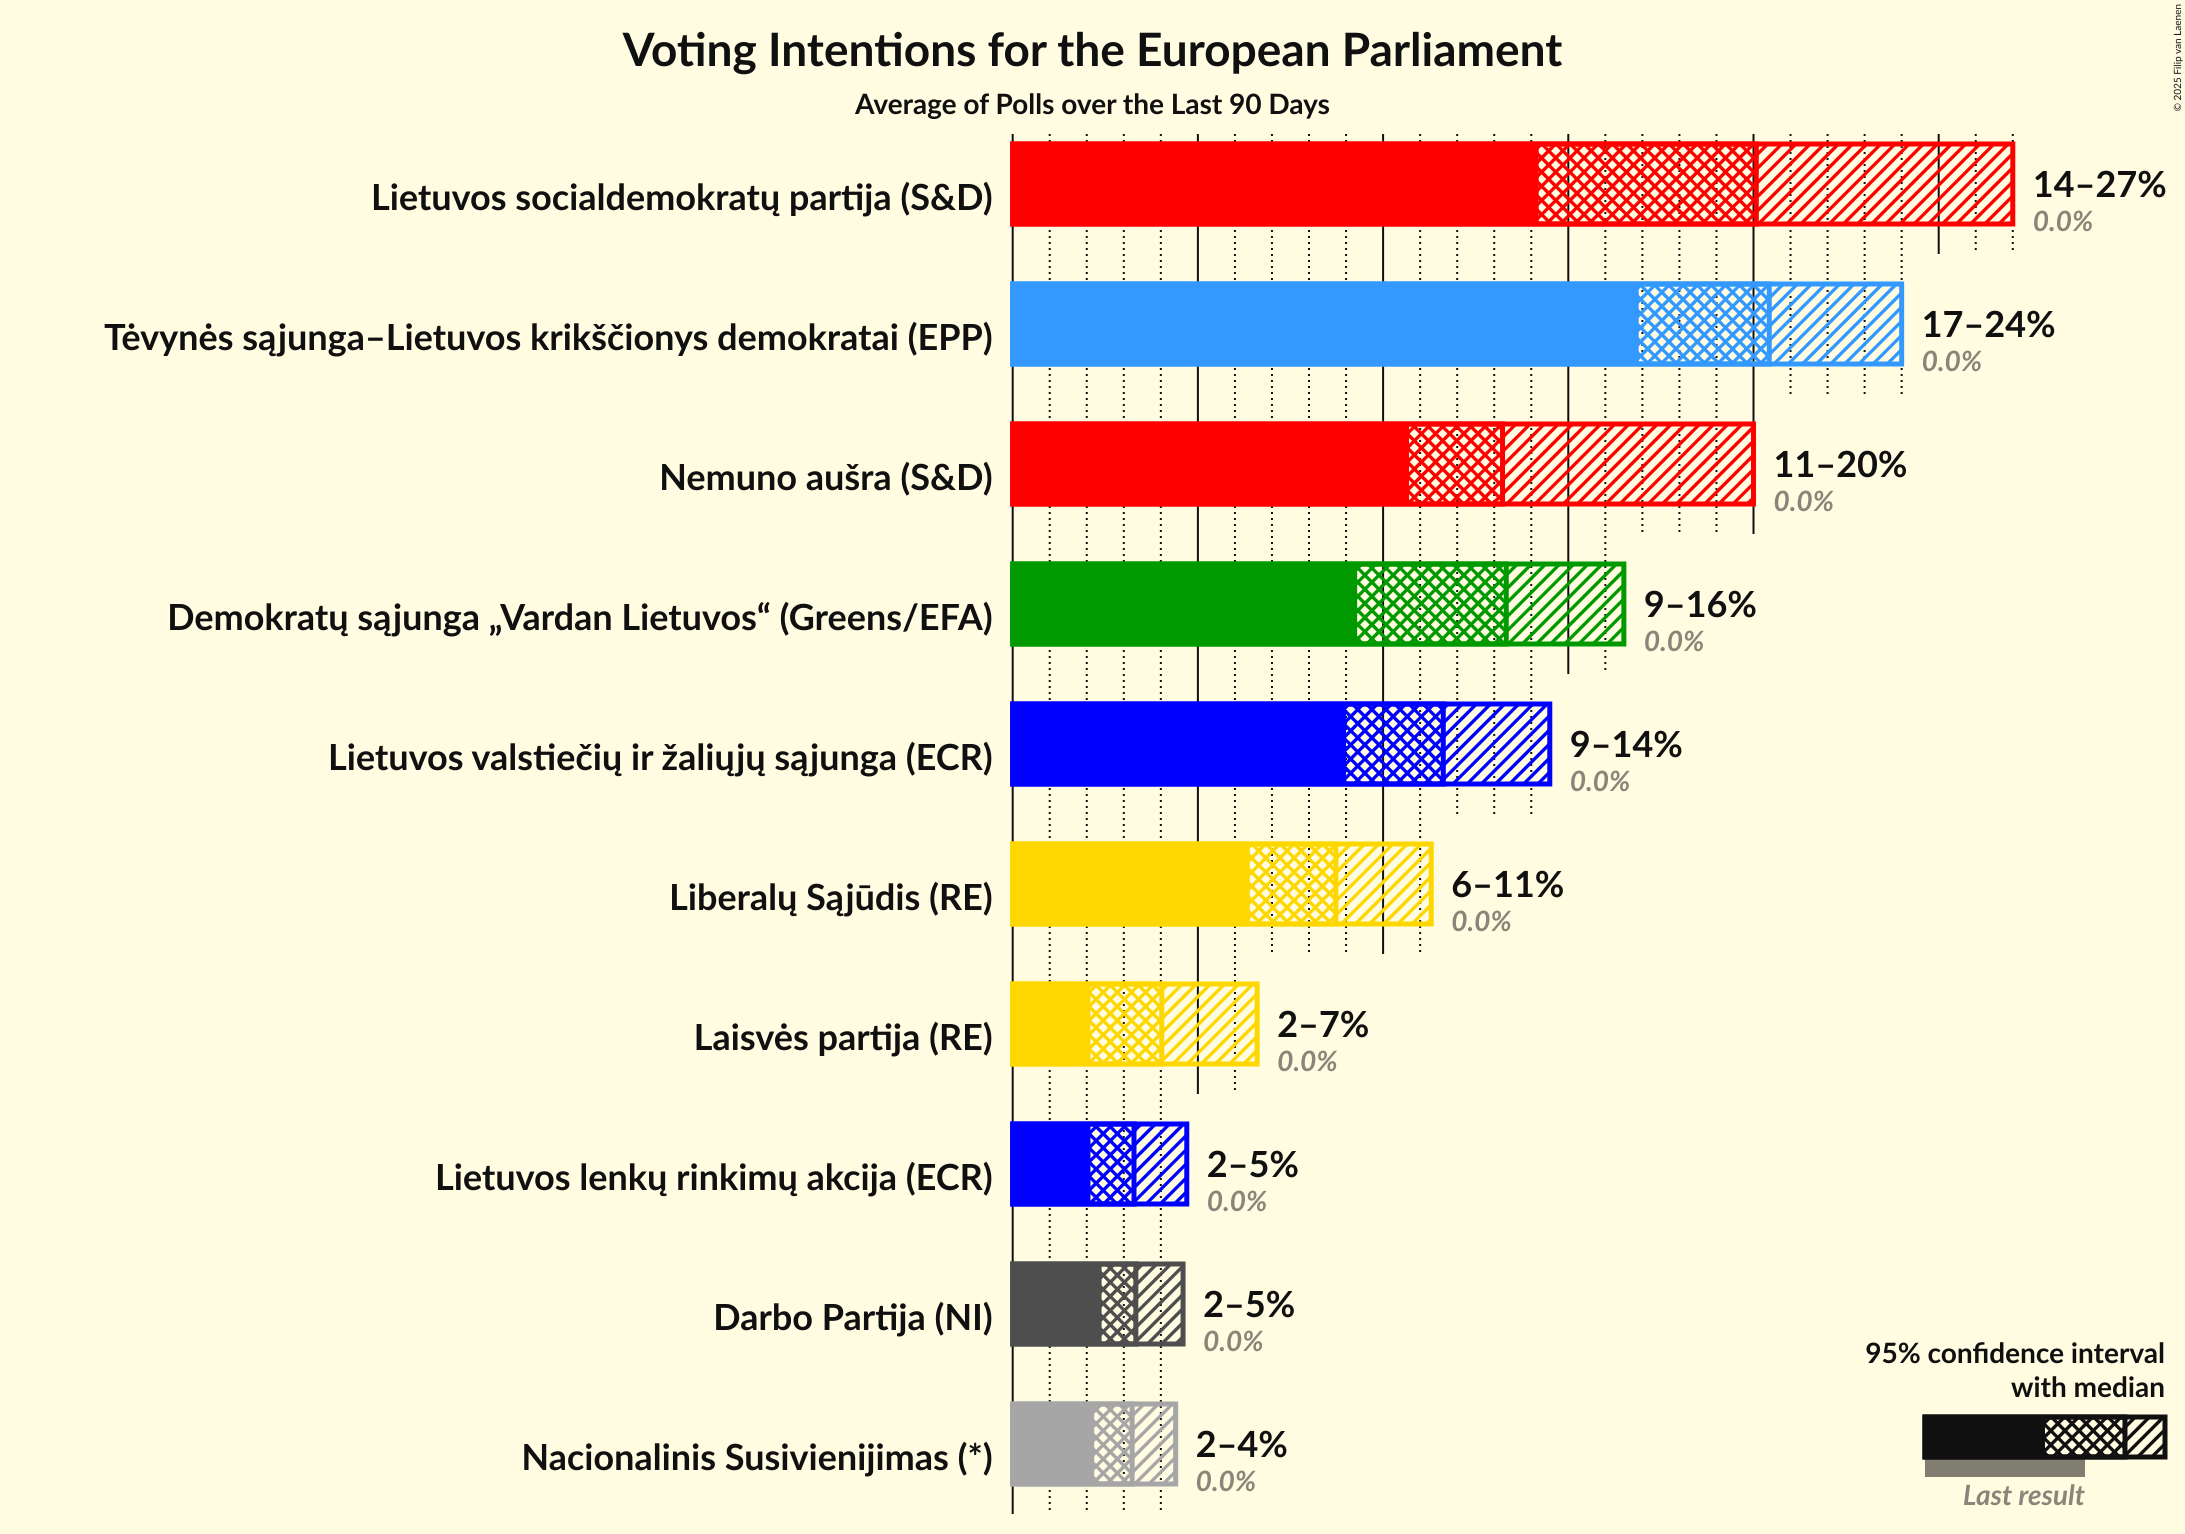 Voting Intentions for the European Parliament
Average of Polls over the Last 90 Days
© 2025 Filip van Laenen
Lietuvos socialdemokratų partija (S&D)
14–27%
0.0%
Tėvynės sąjunga–Lietuvos krikščionys demokratai (EPP)
17–24%
0.0%
Nemuno aušra (S&D)
11–20%
0.0%
Demokratų sąjunga „Vardan Lietuvos“ (Greens/EFA)
9–16%
0.0%
Lietuvos valstiečių ir žaliųjų sąjunga (ECR)
9–14%
0.0%
Liberalų Sąjūdis (RE)
6–11%
0.0%
Laisvės partija (RE)
2–7%
0.0%
Lietuvos lenkų rinkimų akcija (ECR)
2–5%
0.0%
Darbo Partija (NI)
2–5%
0.0%
Nacionalinis Susivienijimas (*)
2–4%
0.0%
95% confidence interval
with median
Last result